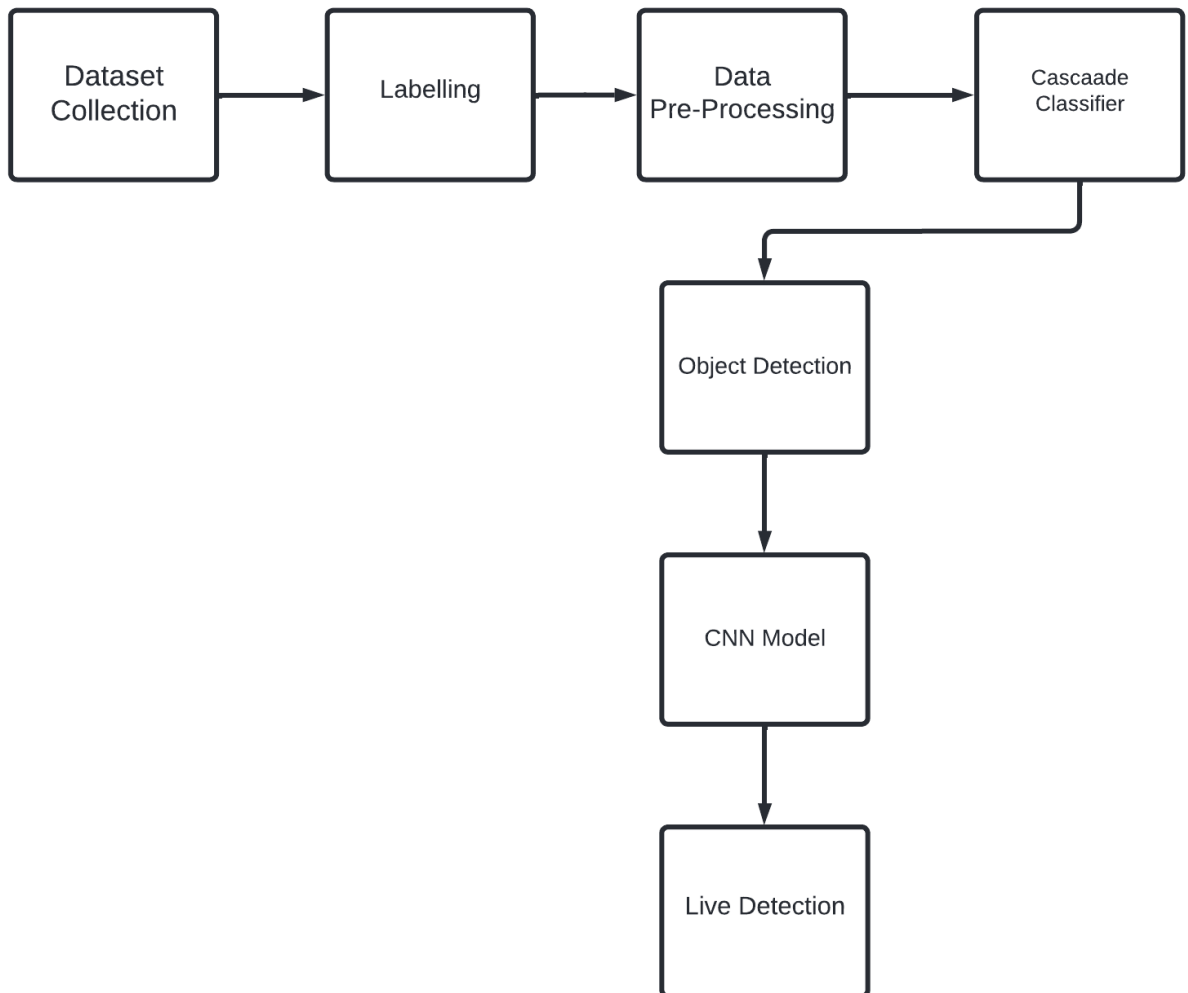 Dataset
Collection
Labelling
Data
Pre-Processing
Cascaade
Classifier
Object Detection
CNN Model
Live Detection